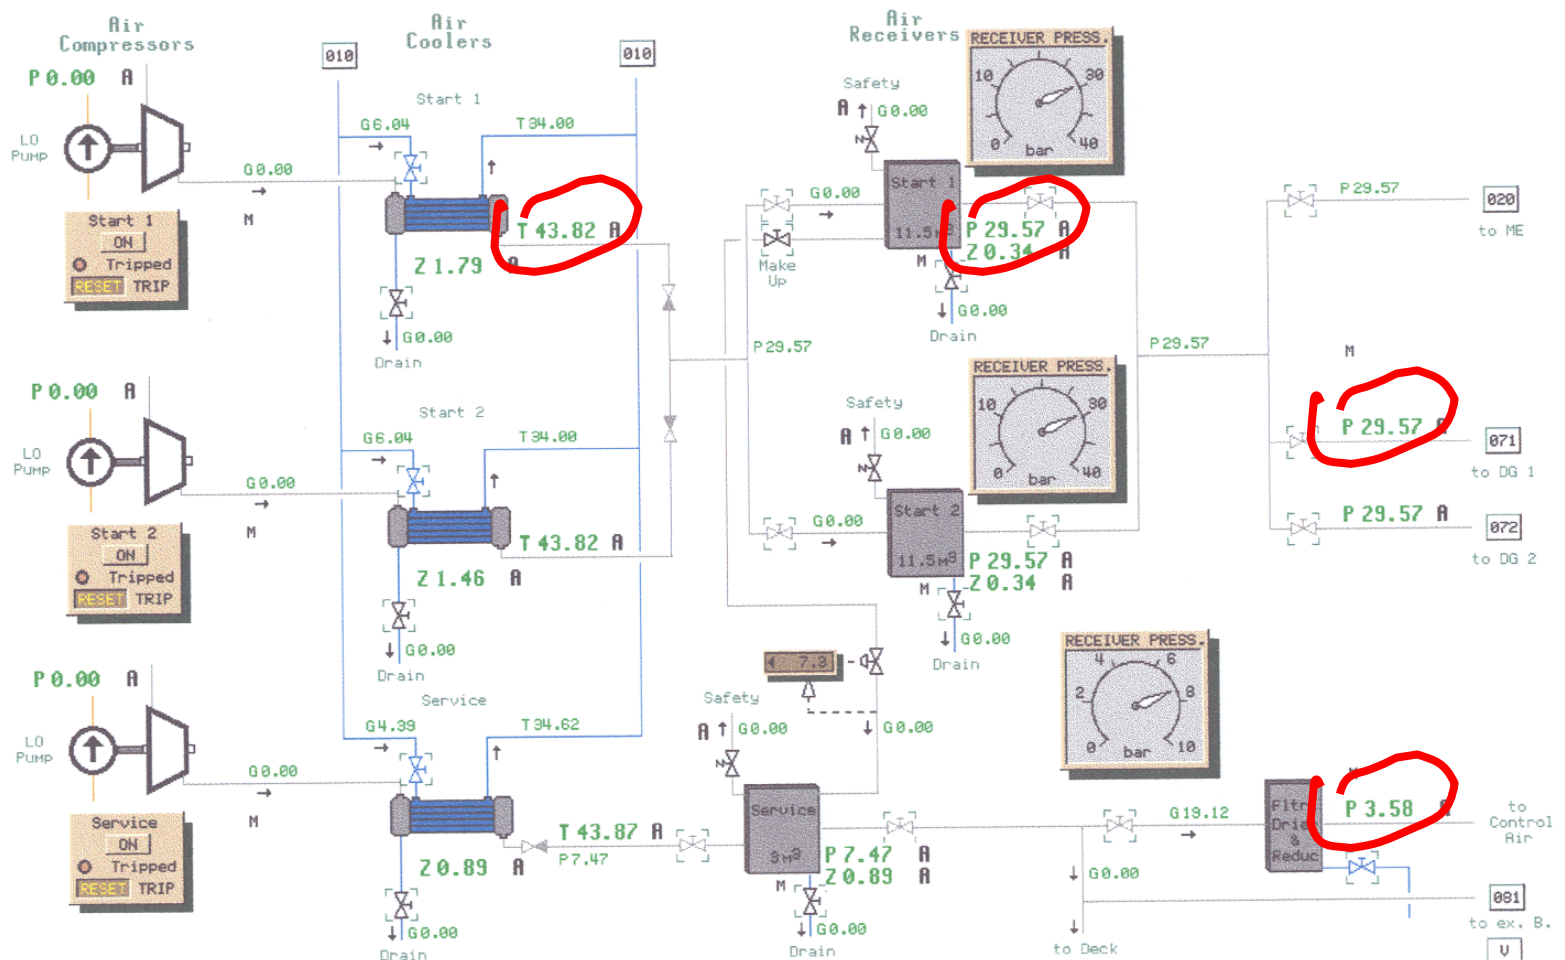 Air
Compressors
Air
Coolers
Air
Receivers
010
010
P 0.00 A
LO
Pump
G0.00
M
Start 1
ON
Tripped
RESET TRIP
Start 1
G6.04
T34.00
T 43.82 A
Z 1.79 A
G0.00
Drain
P 0.00 A
LO
Pump
G0.00
M
Start 2
ON
Tripped
RESET TRIP
Start 2
G6.04
T34.00
T 43.82 A
Z 1.46 A
G0.00
Drain
P 0.00 A
LO
Pump
G0.00
M
Service
ON
Tripped
RESET TRIP
Service
G4.39
T34.62
T 43.87 A
P7.47
Z 0.89 A
G0.00
Drain
Safety
A G0.00
G0.00
Start 1
11.5m3
Make
Up
P 29.57 A
Z 0.34 A
M
G0.00
Drain
RECEIVER PRESS.
10
30
0
40
bar
P29.57
Safety
A G0.00
G0.00
Start 2
11.5m3
P 29.57 A
Z 0.34 A
M
G0.00
Drain
RECEIVER PRESS.
10
30
0
40
bar
7.3
G0.00
Safety
A G0.00
Service
3m3
P 7.47 A
Z 0.89 A
M
G0.00
Drain
RECEIVER PRESS.
4
6
2
8
0
10
bar
P29.57
P29.57
020
to ME
M
P 29.57 A
071
to DG 1
P 29.57 A
072
to DG 2
G19.12
Fltr
Drie
&
Reduc
M
P 3.58 A
to
Control
Air
G0.00
081
to ex. B.
to Deck
V